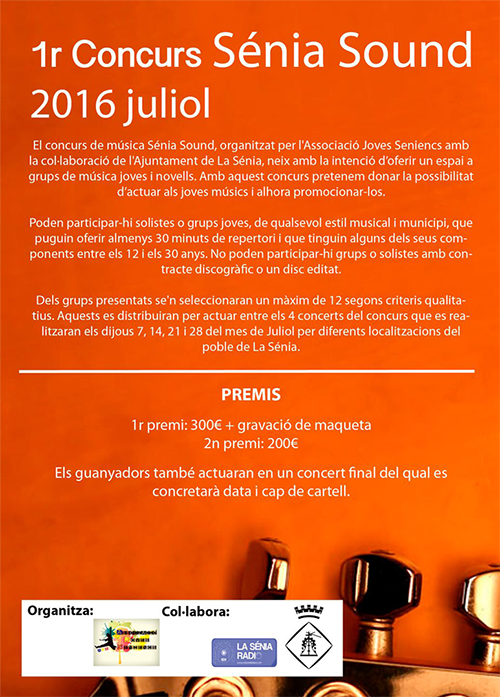 1r Concurs Sénia Sound
2016 juliol
El concurs de música Sénia Sound, organitzat per l'Associació Joves Seniencs amb
la col·laboració de l'Ajuntament de La Sénia, neix amb la intenció d'oferir un espai a
grups de música joves i novells. Amb aquest concurs pretenem donar la possibilitat
d'actuar als joves músics i alhora promocionar-los.
Poden participar-hi solistes o grups joves, de qualsevol estil musical i municipi, que
puguin oferir almenys 30 minuts de repertori i que tinguin alguns dels seus com-
ponents entre els 12 i els 30 anys. No poden participar-hi grups o solistes amb con-
tracte discogràfic o un disc editat.
Dels grups presentats se'n seleccionaran un màxim de 12 segons criteris qualita-
tius. Aquests es distribuiran per actuar entre els 4 concerts del concurs que es rea-
litzaran els dijous 7, 14, 21 i 28 del mes de Juliol per diferents localitzacions del
poble de La Sénia.
PREMIS
1r premi: 300€ + gravació de maqueta
2n premi: 200€
Els guanyadors també actuaran en un concert final del qual es
concretarà data i cap de cartell.
Organitza:
Col·labora:
LA SÉNIA
RADIO